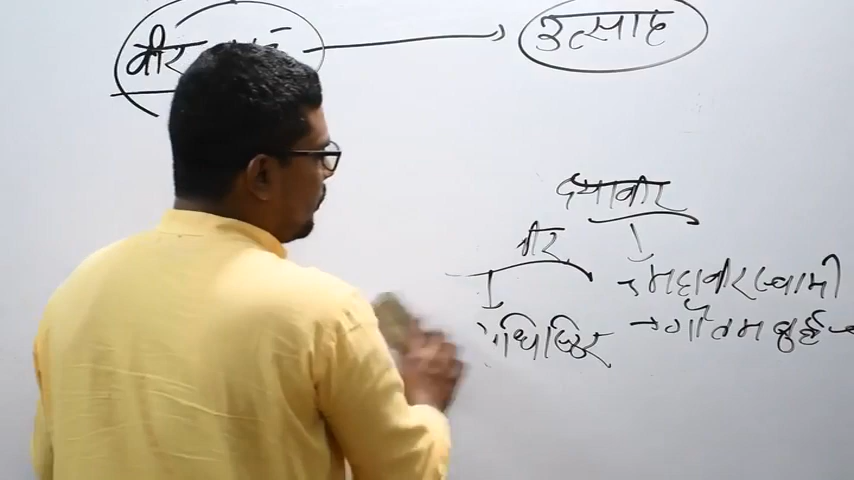 वीर उत्साह
दयावीर
वीर
→ महावीर स्वामी
→ गौतम बुद्ध